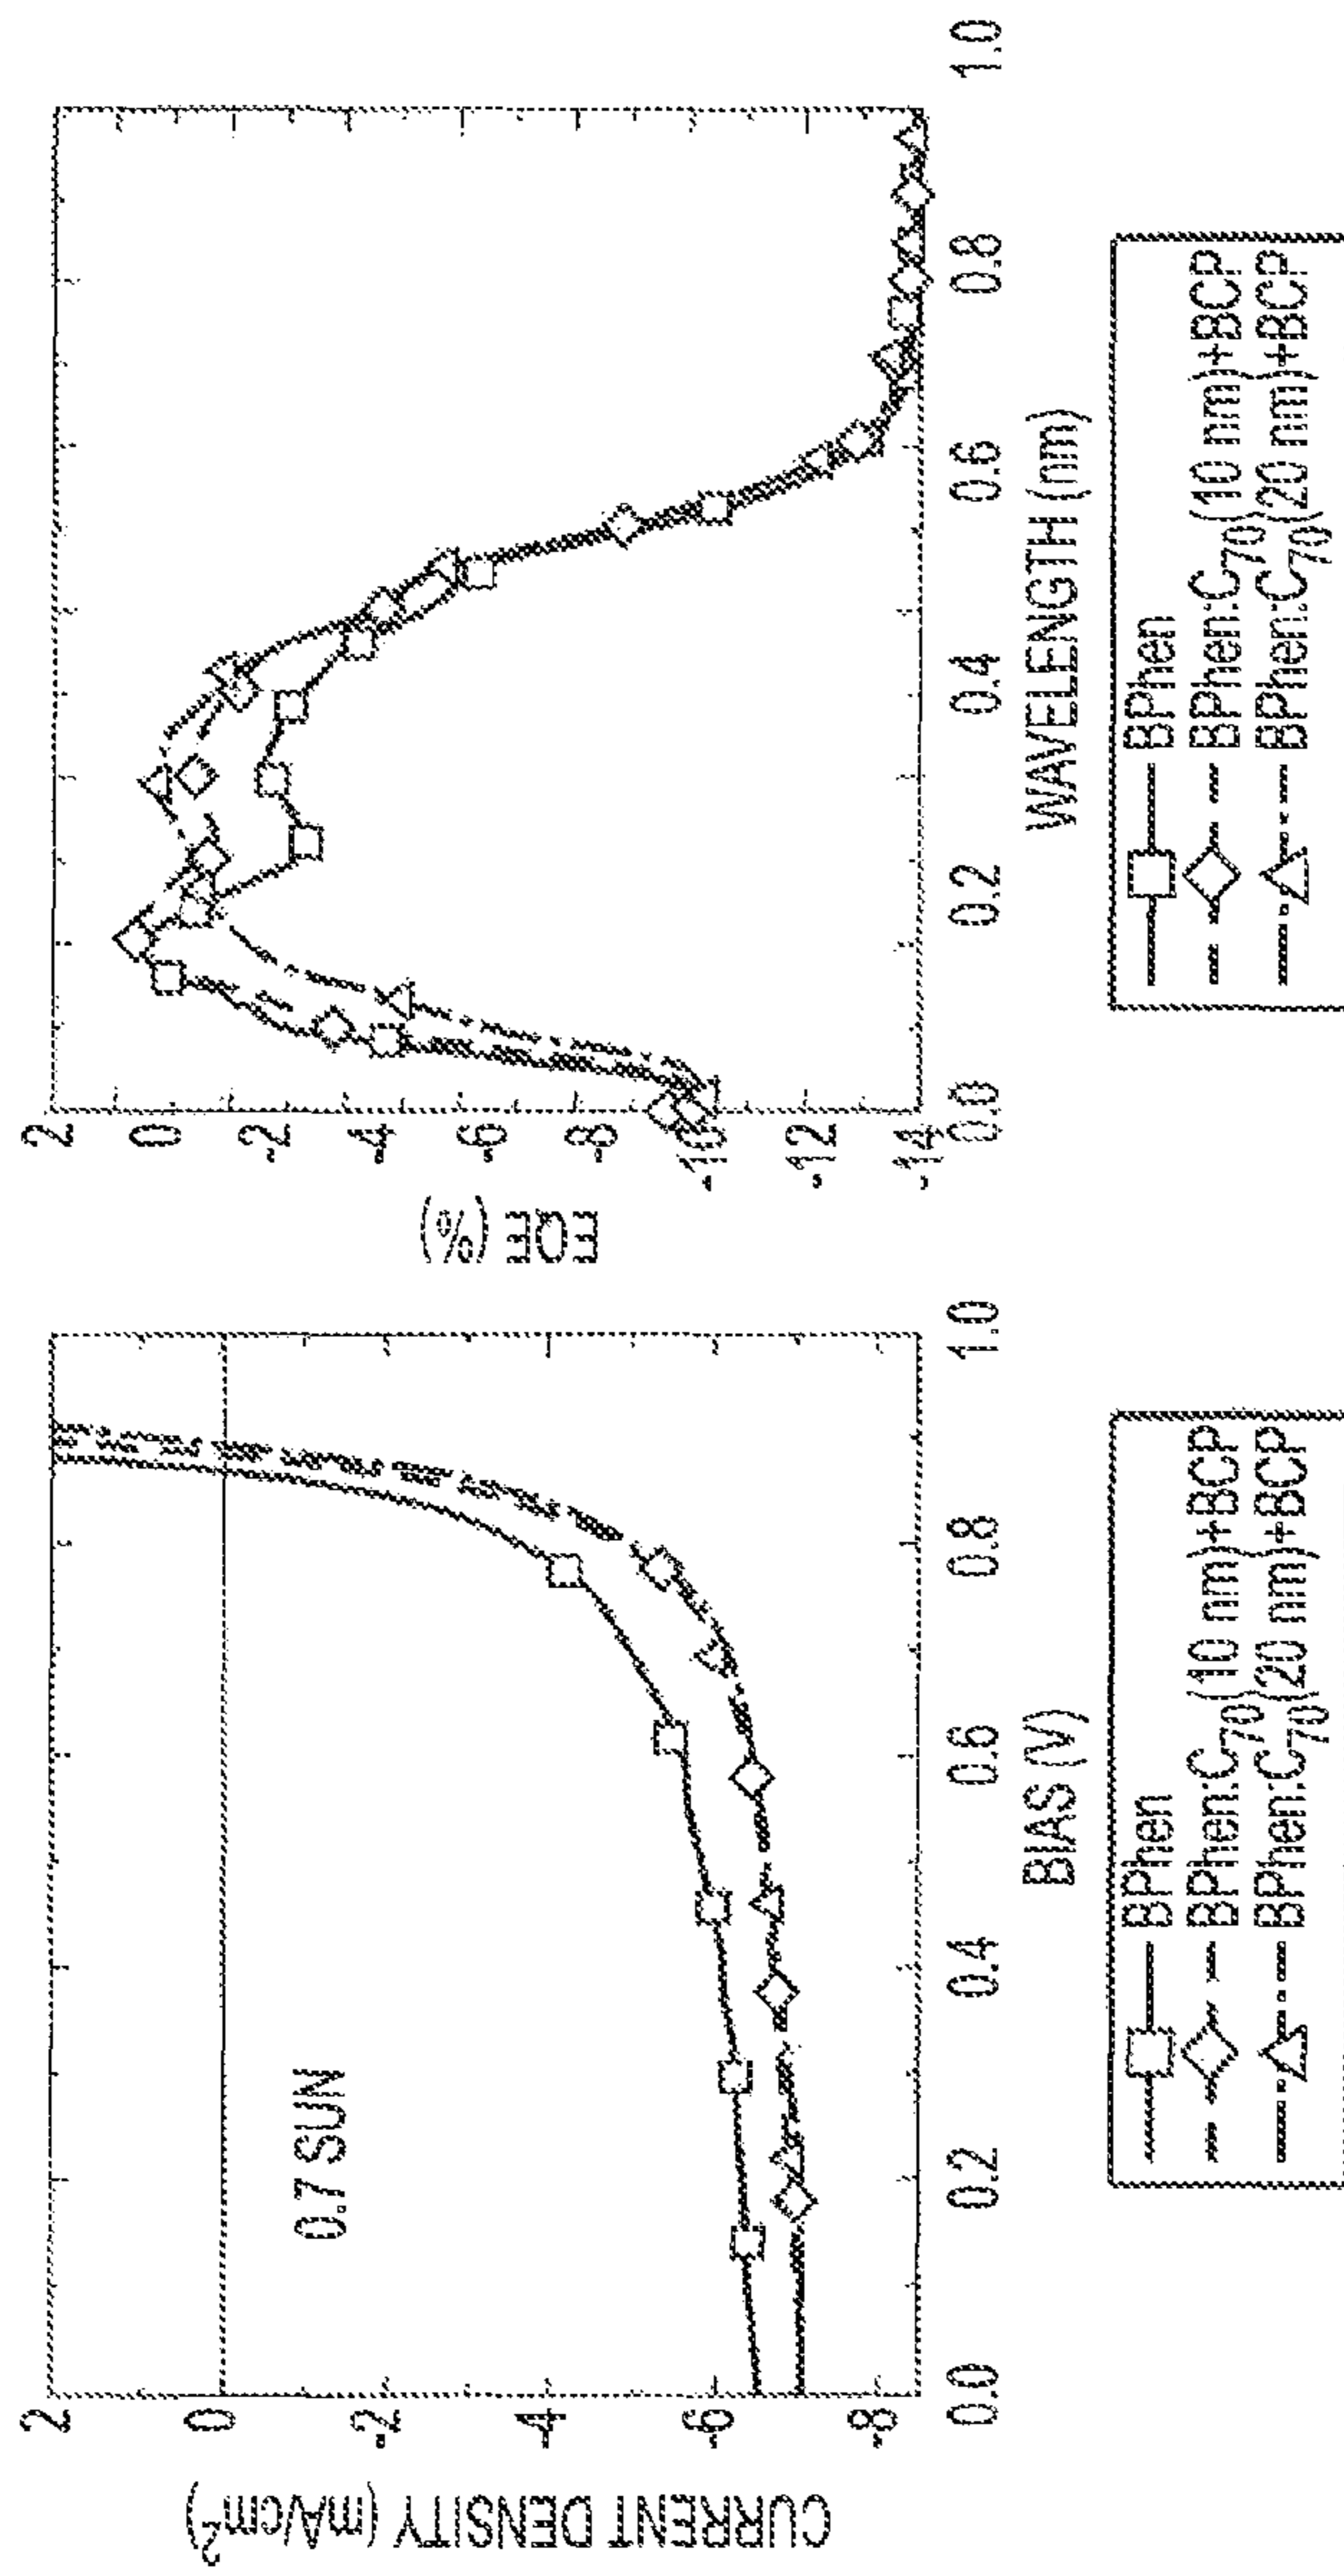 CURRENT DENSITY (mA/cm²)
2
0
-2
-4
-6
-8
0.7 SUN
0.0 0.2 0.4 0.6 0.8 1.0
BIAS (V)
BPhen
BPhen:C70(10 nm)+BCP
BPhen:C70(20 nm)+BCP
EQE (%)
2
0
-2
-4
-6
-8
-10
-12
-14
0.0 0.2 0.4 0.6 0.8 1.0
WAVELENGTH (nm)
BPhen
BPhen:C70(10 nm)+BCP
BPhen:C70(20 nm)+BCP